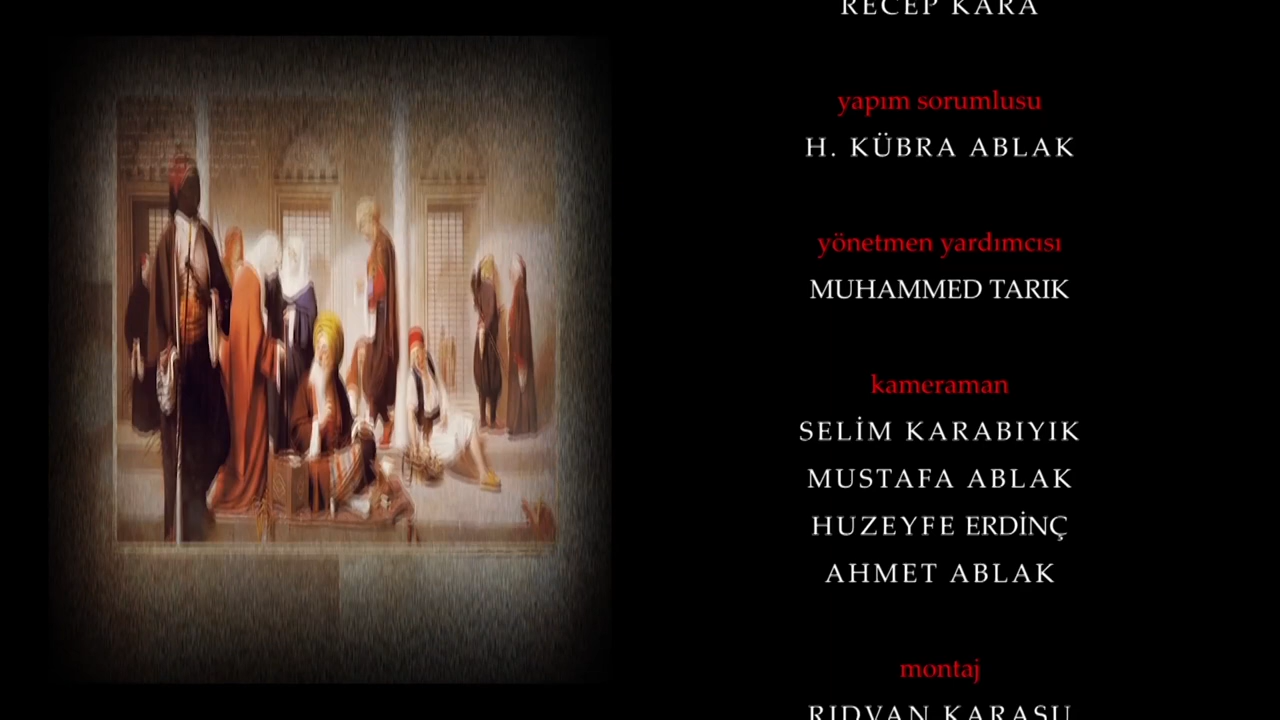 RECEP KARA
yapım sorumlusu
H. KÜBRA ABLAK
yönetmen yardımcısı
MUHAMMED TARIK
kameraman
SELİM KARABIYIK
MUSTAFA ABLAK
HUZEYFE ERDİNÇ
AHMET ABLAK
montaj
RIDVAN KARASU